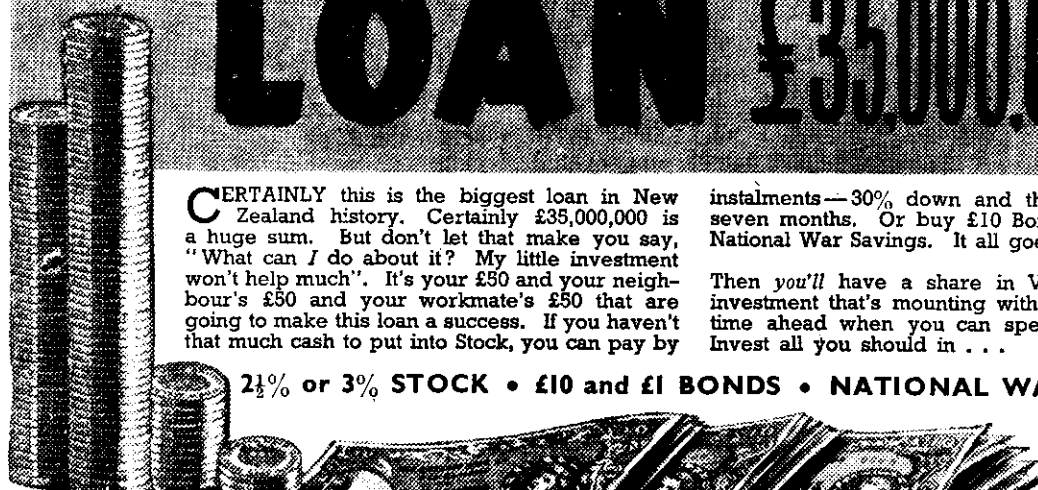 LOAN £35,000,
CERTAINLY this is the biggest loan in New
Zealand history. Certainly £35,000,000 is
a huge sum. But don't let that make you say,
"What can I do about it? My little investment
won't help much". It's your £50 and your neigh-
bour's £50 and your workmate's £50 that are
going to make this loan a success. If you haven't
that much cash to put into Stock, you can pay by
instalments—30% down and
seven months. Or buy £10
National War Savings. It all
Then you'll have a share in
investment that's mounting with
time ahead when you can
Invest all you should in . . .
2½% or 3% STOCK • £10 and £1 BONDS • NATIONAL